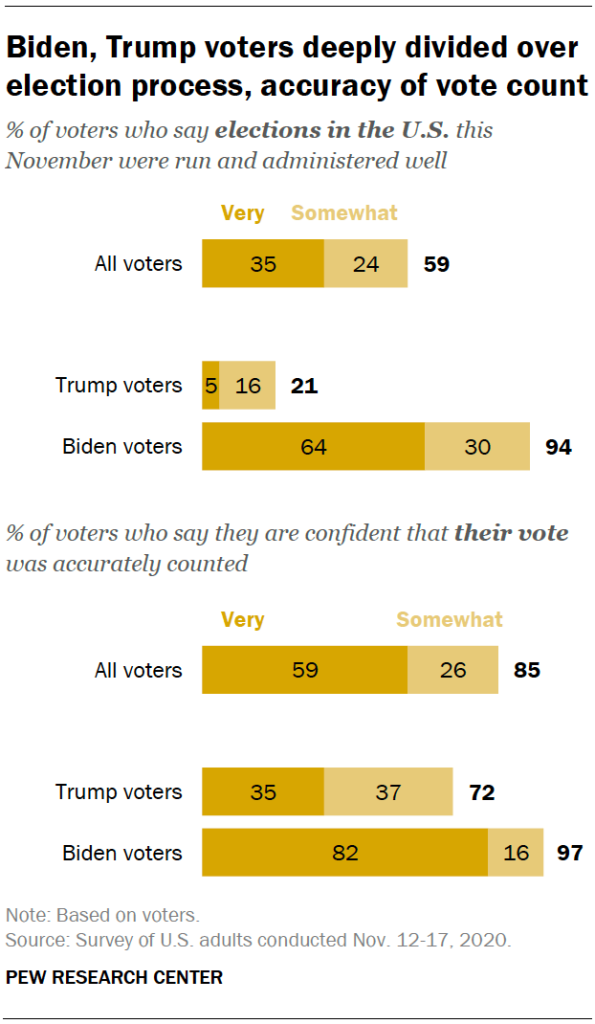 Biden, Trump voters deeply divided over
election process, accuracy of vote count
% of voters who say elections in the U.S. this
November were run and administered well
Very Somewhat
All voters 35 24 59
Trump voters 5 16 21
Biden voters 64 30 94
% of voters who say they are confident that their vote
was accurately counted
Very Somewhat
All voters 59 26 85
Trump voters 35 37 72
Biden voters 82 16 97
Note: Based on voters.
Source: Survey of U.S. adults conducted Nov. 12-17, 2020.
PEW RESEARCH CENTER